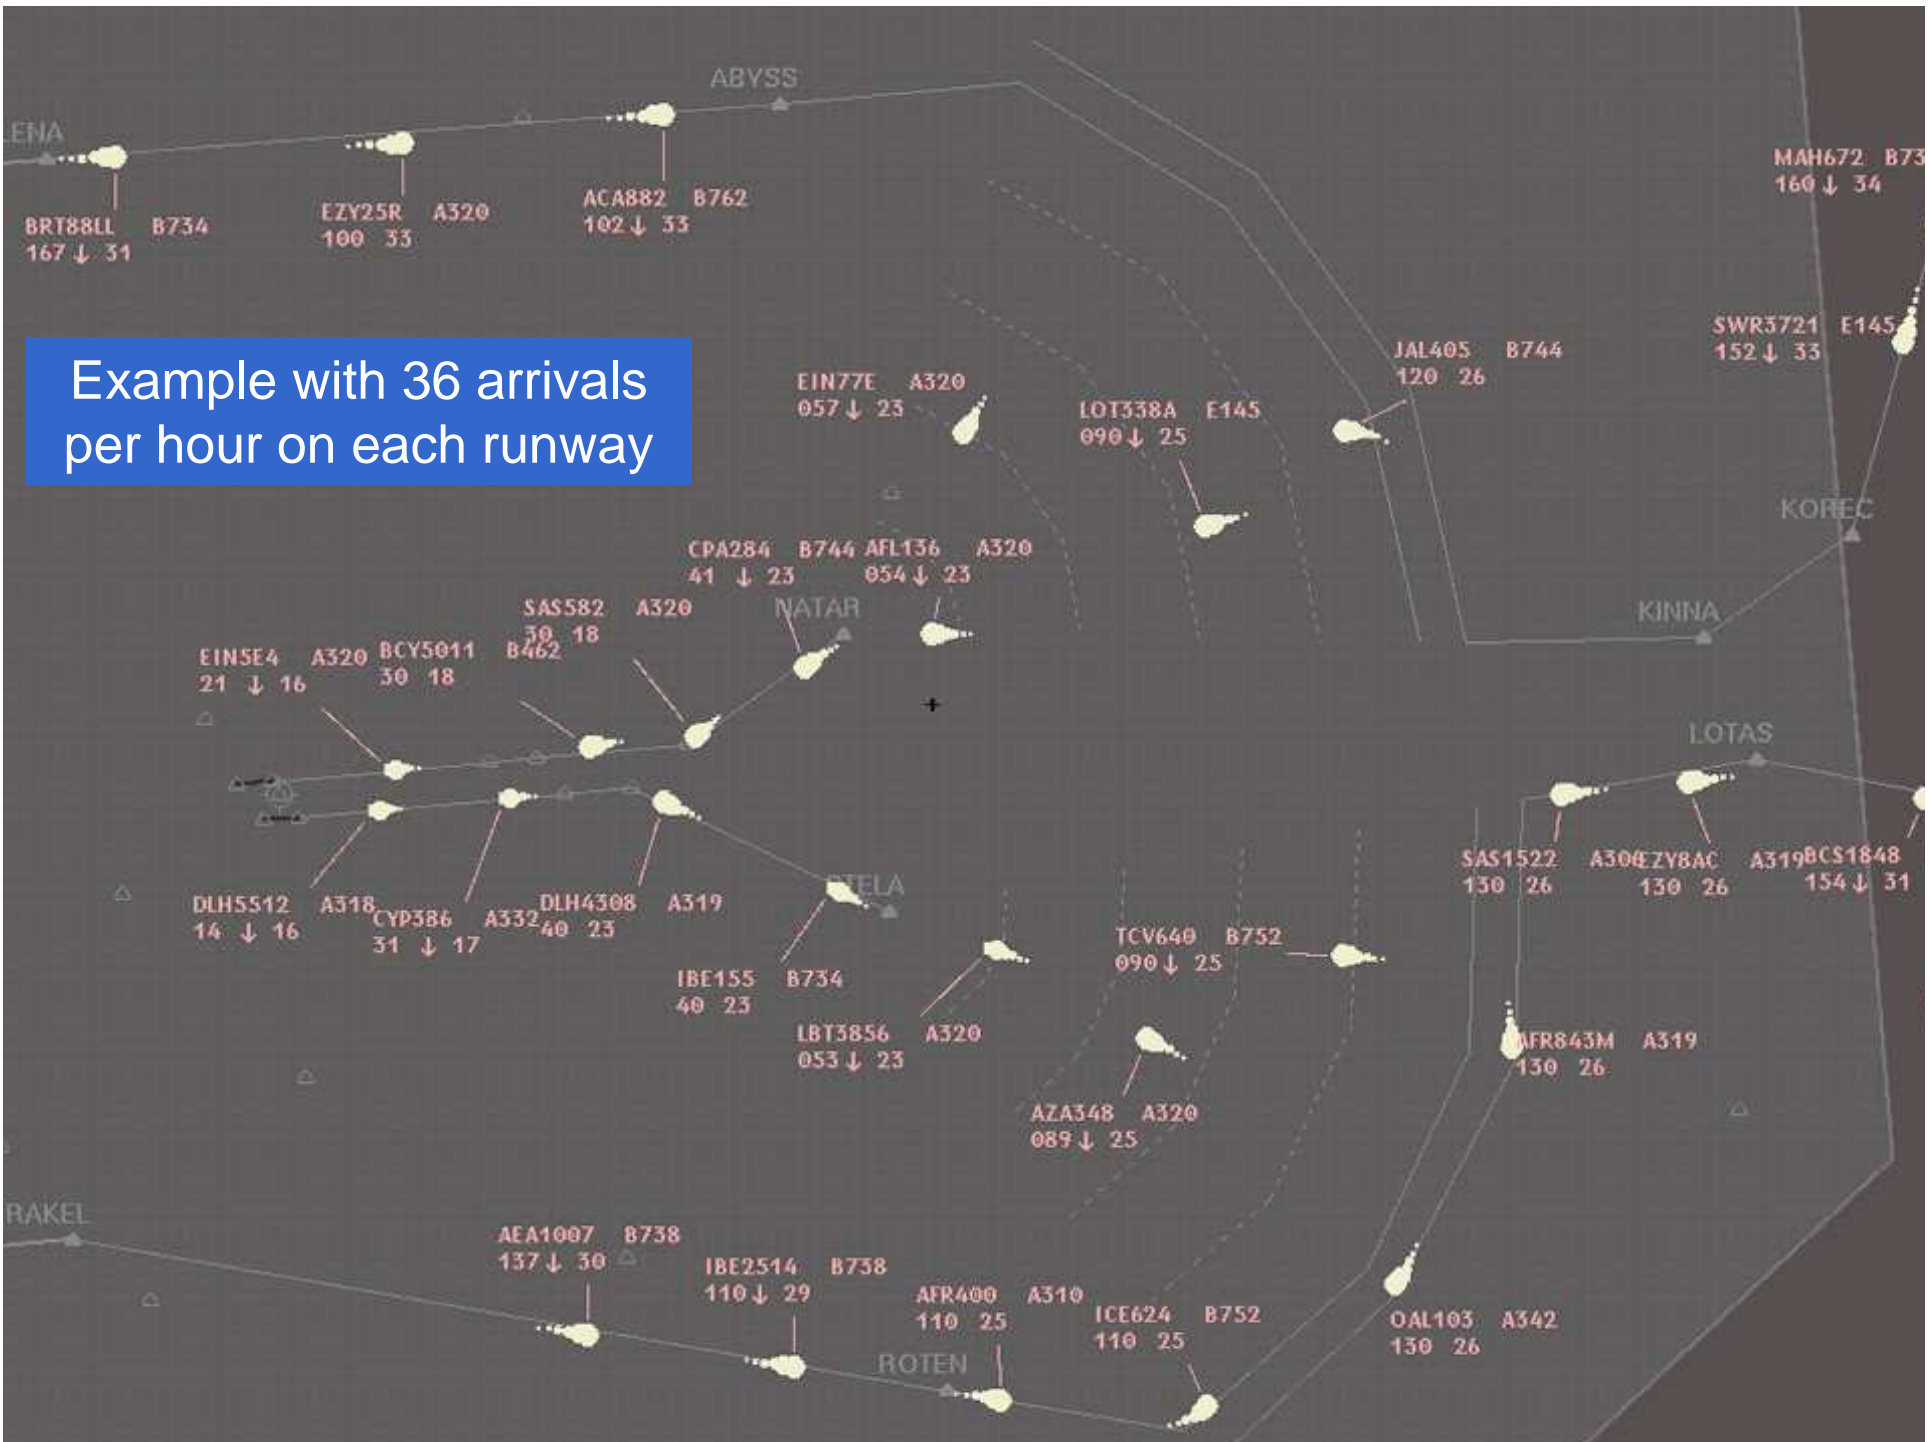 ABYSS
LENA
MAH672 B73
160↓ 34
BRT88LL B734
167↓ 31
EZY25R A320
100 33
ACA882 B762
102↓ 33
SWR3721 E145
152↓ 33
Example with 36 arrivals
per hour on each runway
EIN77E A320
057↓ 23
LOT338A E145
090↓ 25
JAL405 B744
120 26
KOREC
CPA284 B744
41 ↓ 23
AFL136 A320
054↓ 23
NATAR
KINNA
SAS582 A320
30 18
EIN5E4 A320
21 ↓ 16
BCY5011 B462
30 18
LOTAS
SAS1522 A306
130 26
EZY8AC A319
130 26
BCS1848
154↓ 31
DLH5512 A318
14 ↓ 16
CYP386 A332
31 ↓ 17
DLH4308 A319
40 23
IBE155 B734
40 23
TCV640 B752
090↓ 25
LBT3856 A320
053↓ 23
AFR843M A319
130 26
AZA348 A320
089↓ 25
RAKEL
AEA1007 B738
137↓ 30
IBE2514 B738
110↓ 29
AFR400 A310
110 25
ICE624 B752
110 25
OAL103 A342
130 26
ROTEN